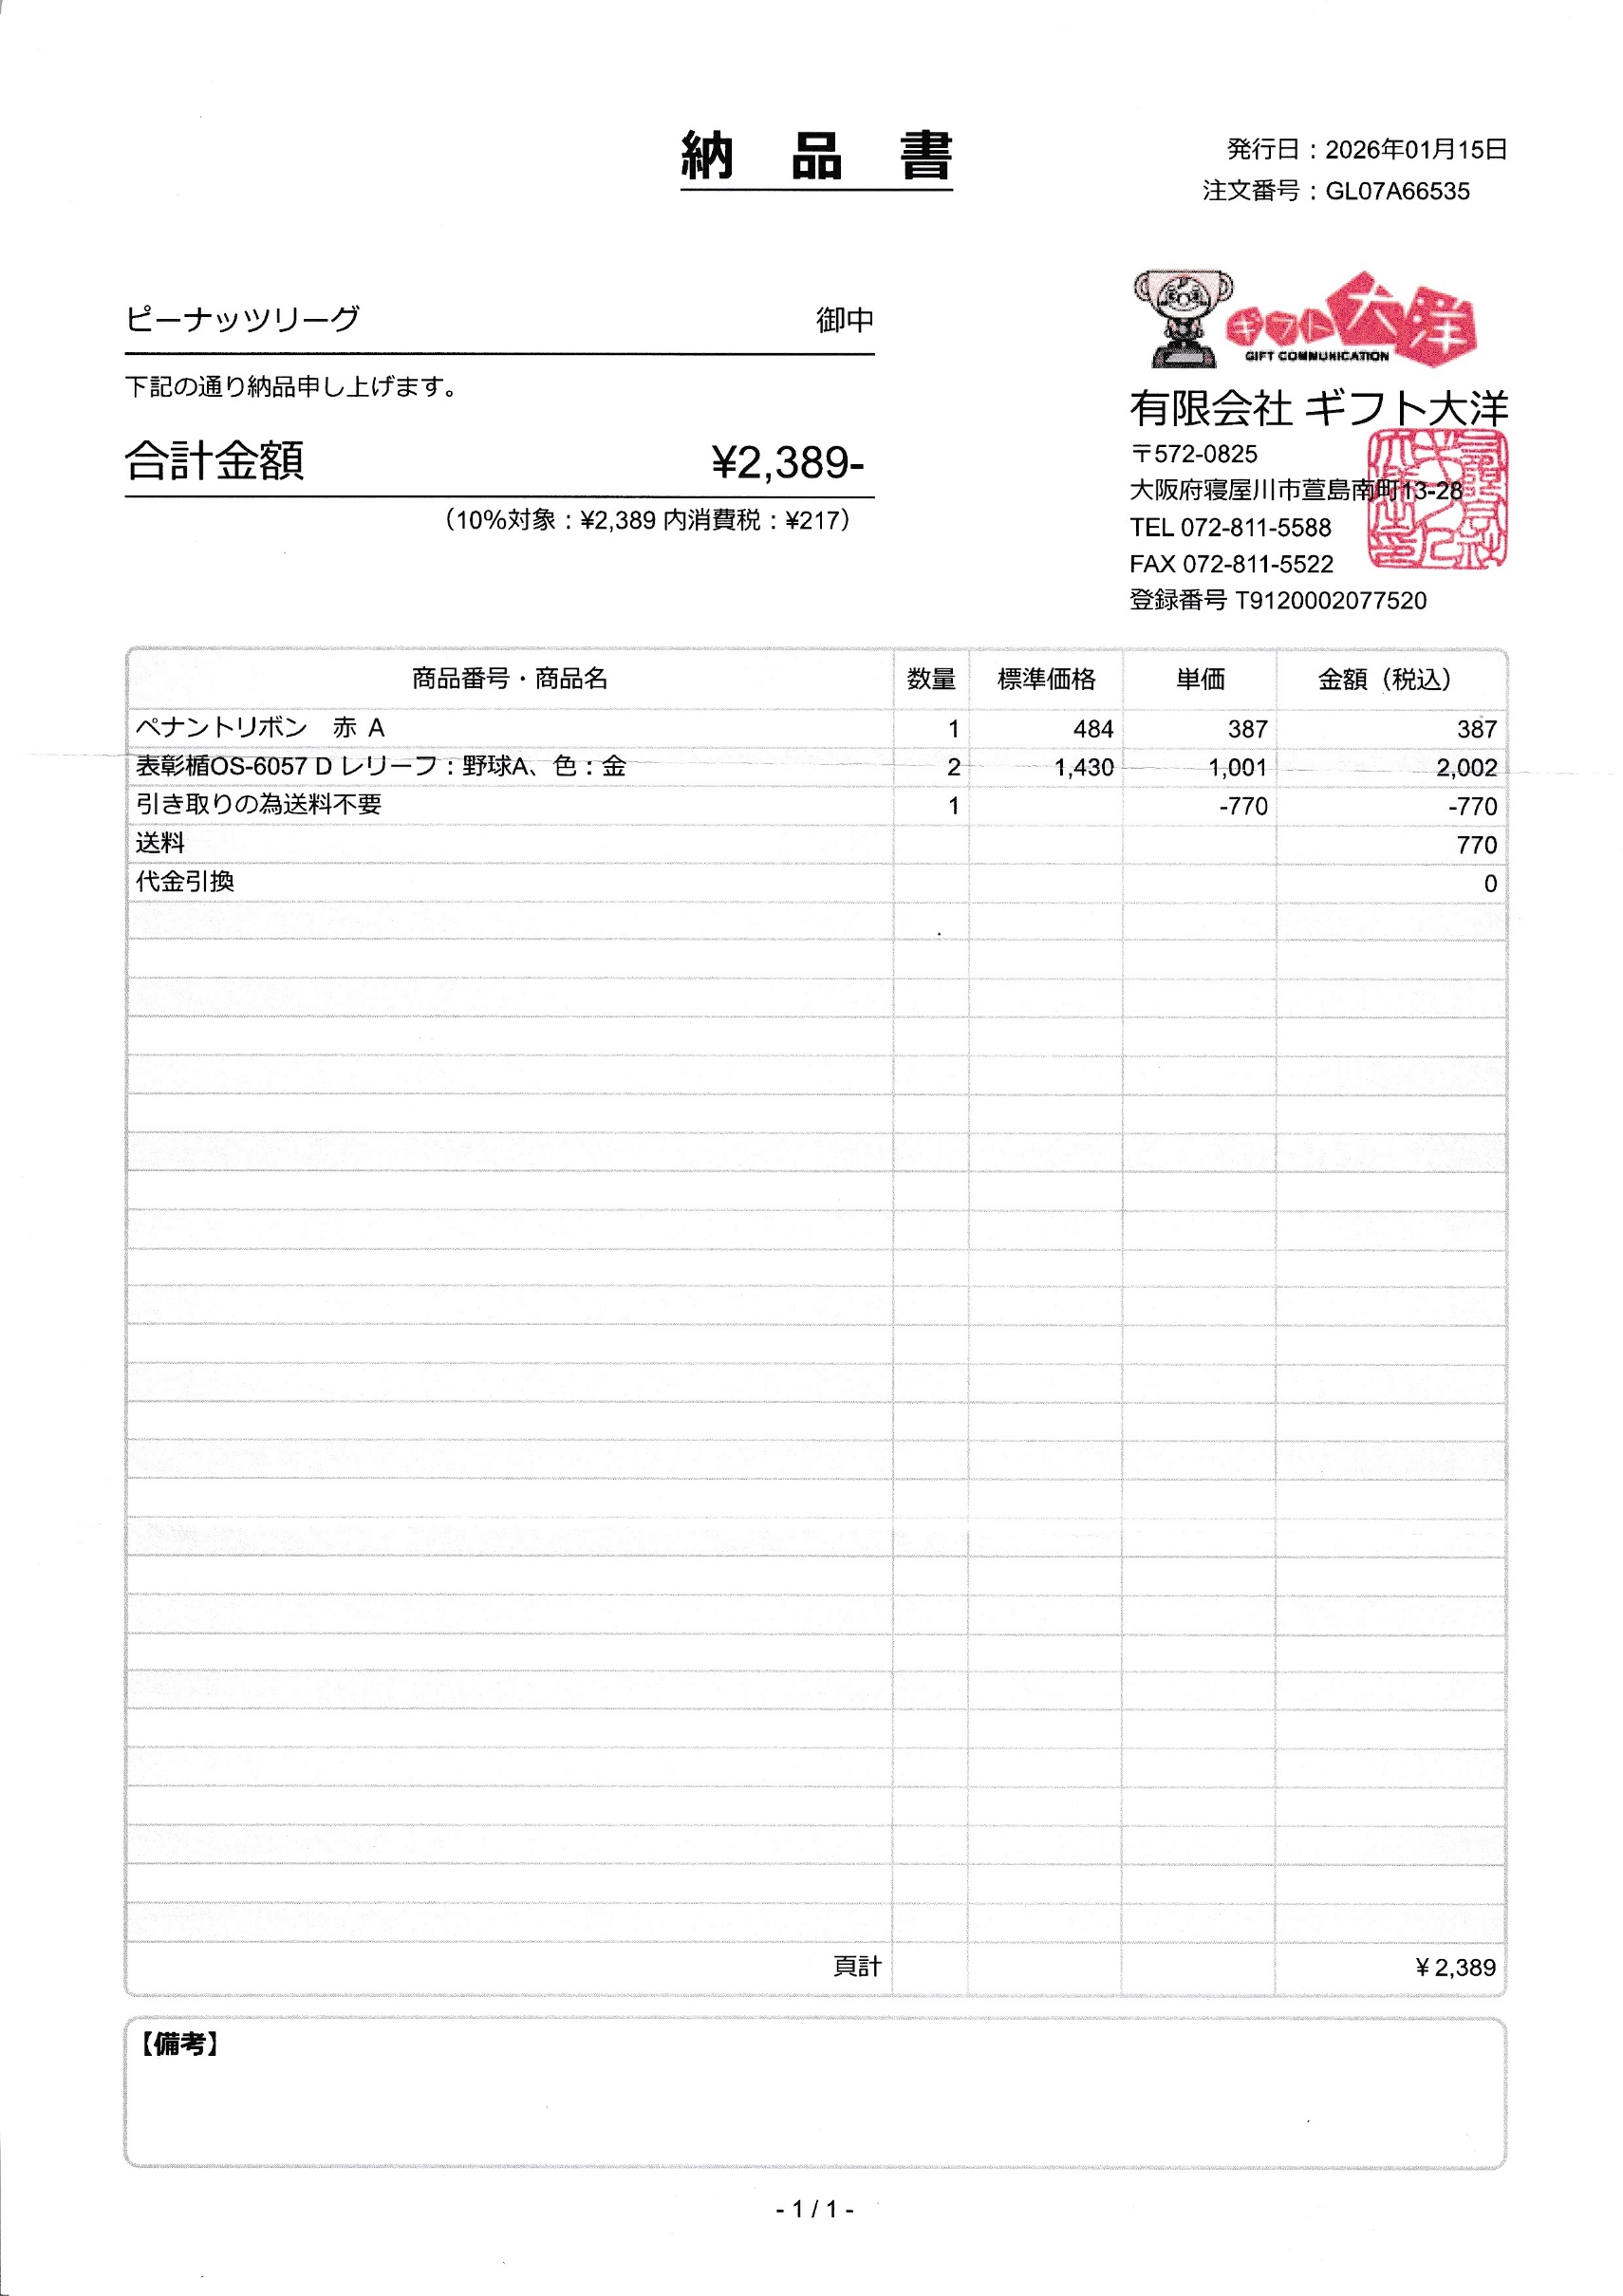 納品書
発行日：2026年01月15日
注文番号：GL07A66535
ピーナッツリーグ 御中
下記の通り納品申し上げます。
合計金額 ¥2,389-
（10%対象：¥2,389 内消費税：¥217）
ギフト大洋
GIFT COMMUNICATION
有限会社 ギフト大洋
〒572-0825
大阪府寝屋川市萱島南町13-28
TEL 072-811-5588
FAX 072-811-5522
登録番号 T9120002077520
商品番号・商品名 数量 標準価格 単価 金額（税込）
ペナントリボン　赤 A 1 484 387 387
表彰楯OS-6057 D レリーフ：野球A、色：金 2 1,430 1,001 2,002
引き取りの為送料不要 1 -770 -770
送料 770
代金引換 0
頁計 ¥ 2,389
【備考】
- 1 / 1 -